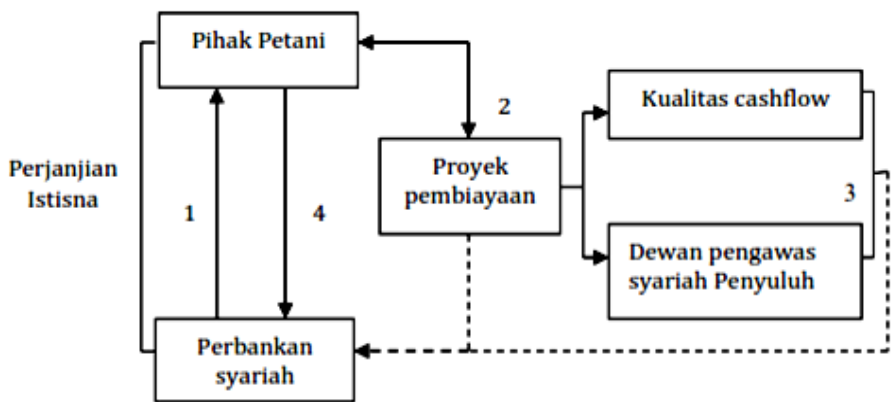 Pihak Petani
2
Kualitas cashflow
Perjanjian
Istisna
1
4
Proyek
pembiayaan
3
Dewan pengawas
syariah Penyuluh
Perbankan
syariah